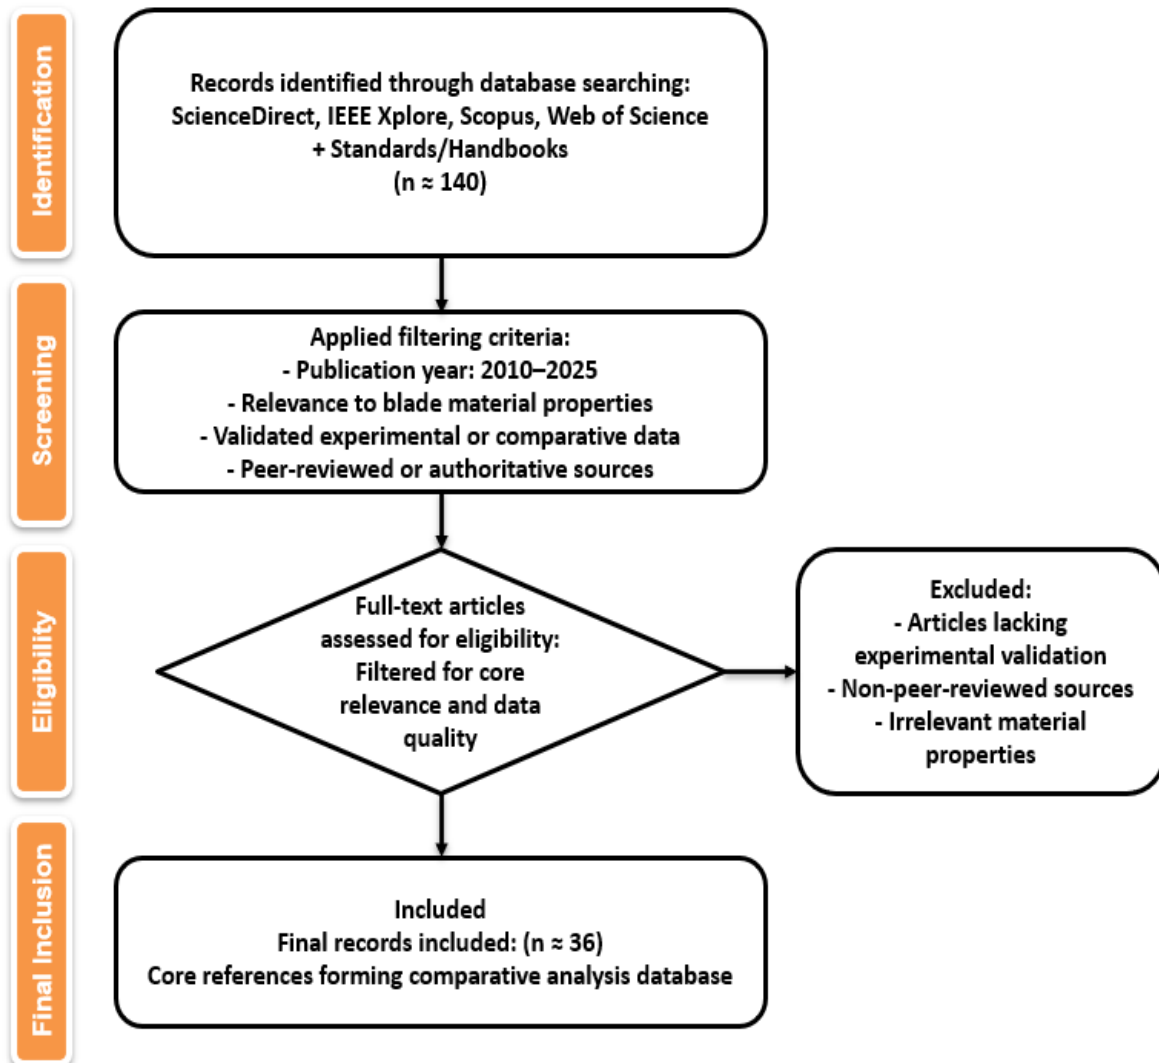 Identification
Records identified through database searching:
ScienceDirect, IEEE Xplore, Scopus, Web of Science
+ Standards/Handbooks
(n ≈ 140)
Screening
Applied filtering criteria:
- Publication year: 2010–2025
- Relevance to blade material properties
- Validated experimental or comparative data
- Peer-reviewed or authoritative sources
Eligibility
Full-text articles
assessed for eligibility:
Filtered for core
relevance and data
quality
Excluded:
- Articles lacking
experimental validation
- Non-peer-reviewed sources
- Irrelevant material
properties
Final Inclusion
Included
Final records included: (n ≈ 36)
Core references forming comparative analysis database